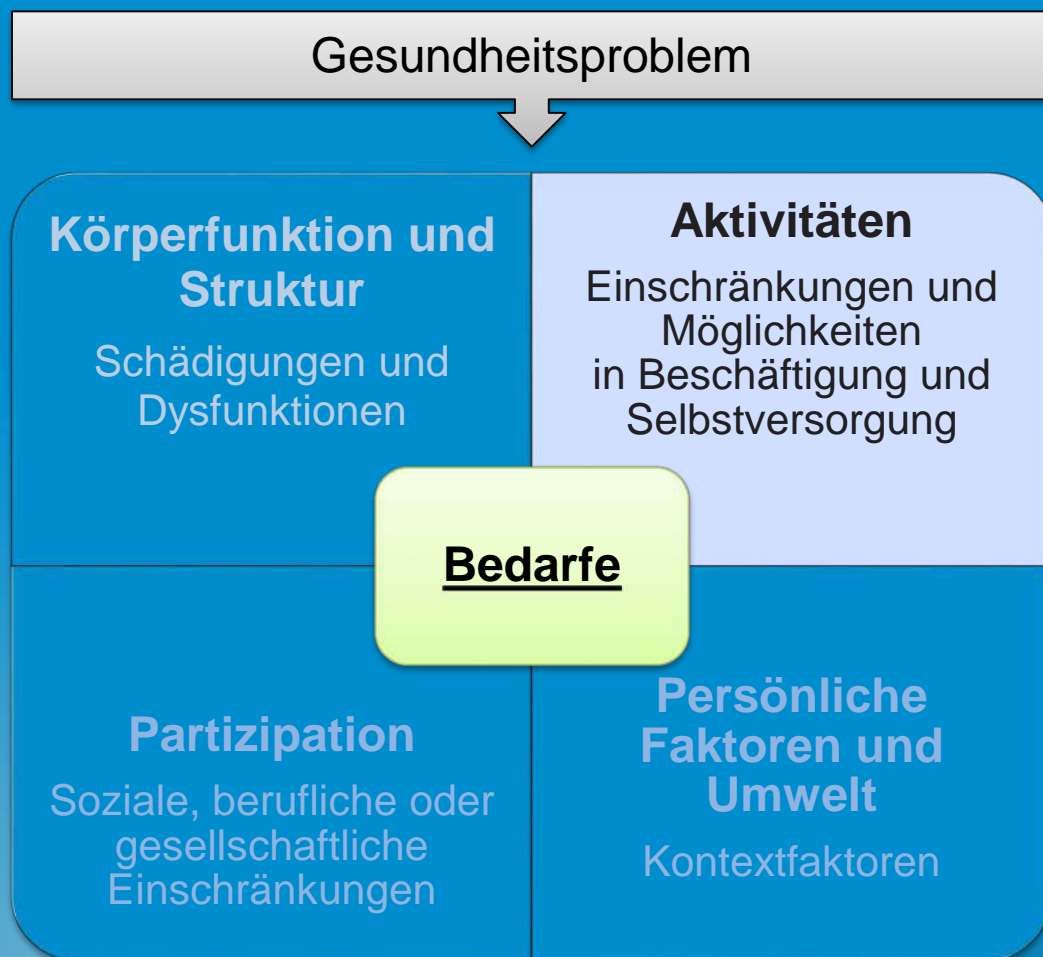 Gesundheitsproblem
Körperfunktion und
Struktur
Schädigungen und
Dysfunktionen
Aktivitäten
Einschränkungen und
Möglichkeiten
in Beschäftigung und
Selbstversorgung
Bedarfe
Partizipation
Soziale, berufliche oder
gesellschaftliche
Einschränkungen
Persönliche
Faktoren und
Umwelt
Kontextfaktoren